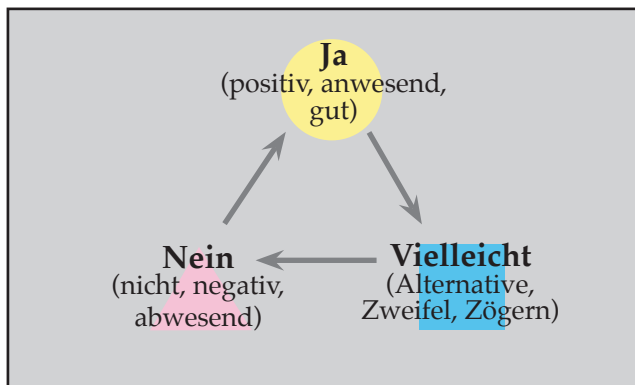 Ja
(positiv, anwesend,
gut)
Nein
(nicht, negativ,
abwesend)
Vielleicht
(Alternative,
Zweifel, Zögern)